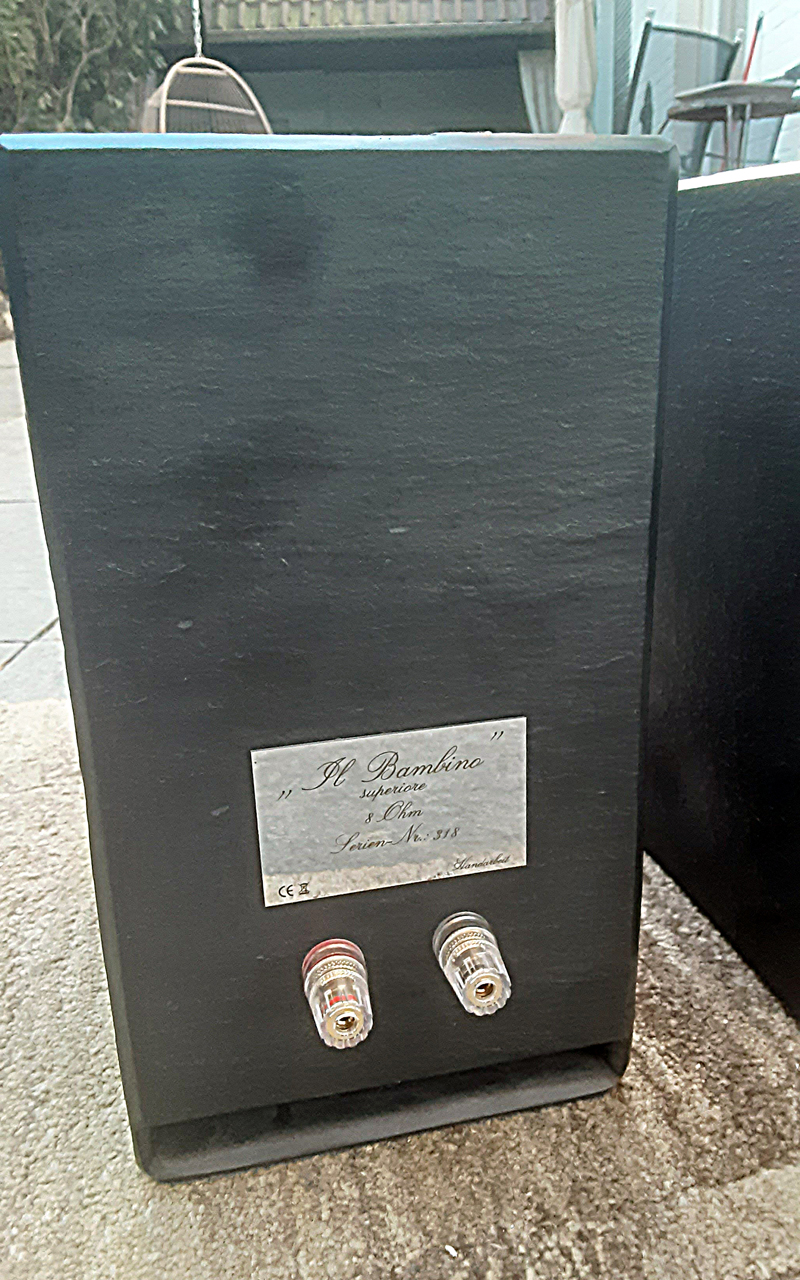 „ Il Bambino ”
superiore
8 Ohm
Serien-Nr.: 318
Handarbeit
CE